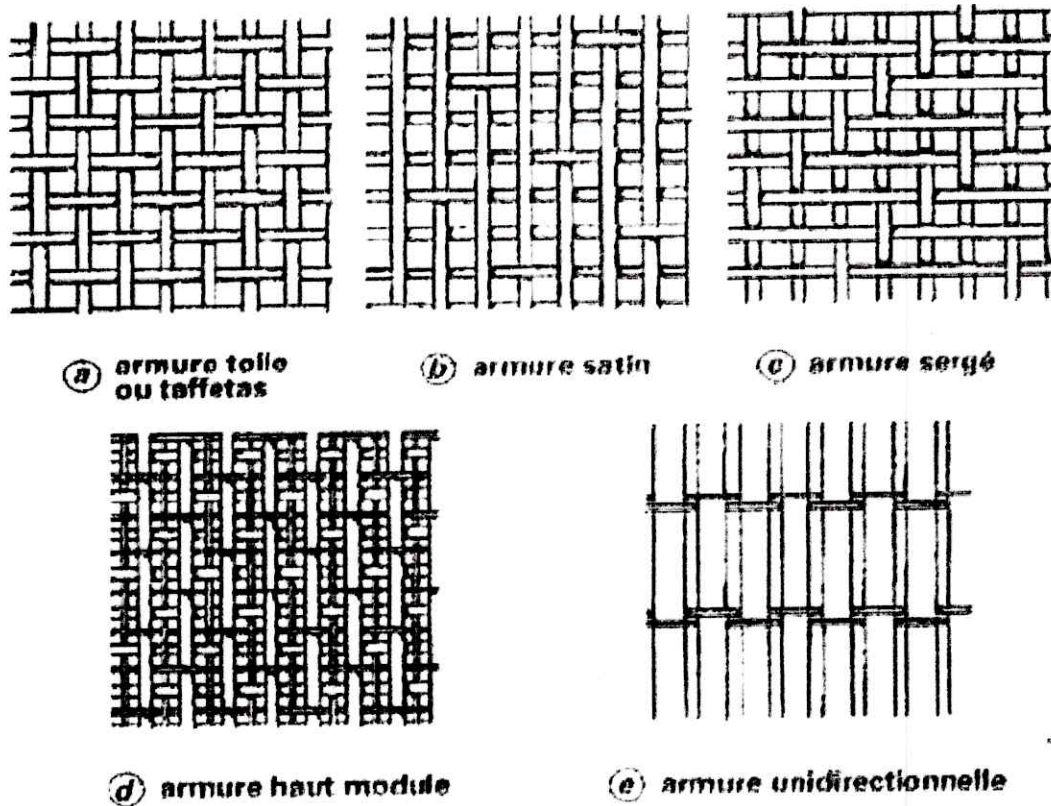 a armure toile
ou taffetas
b armure satin
c armure sergé
d armure haut module
e armure unidirectionnelle